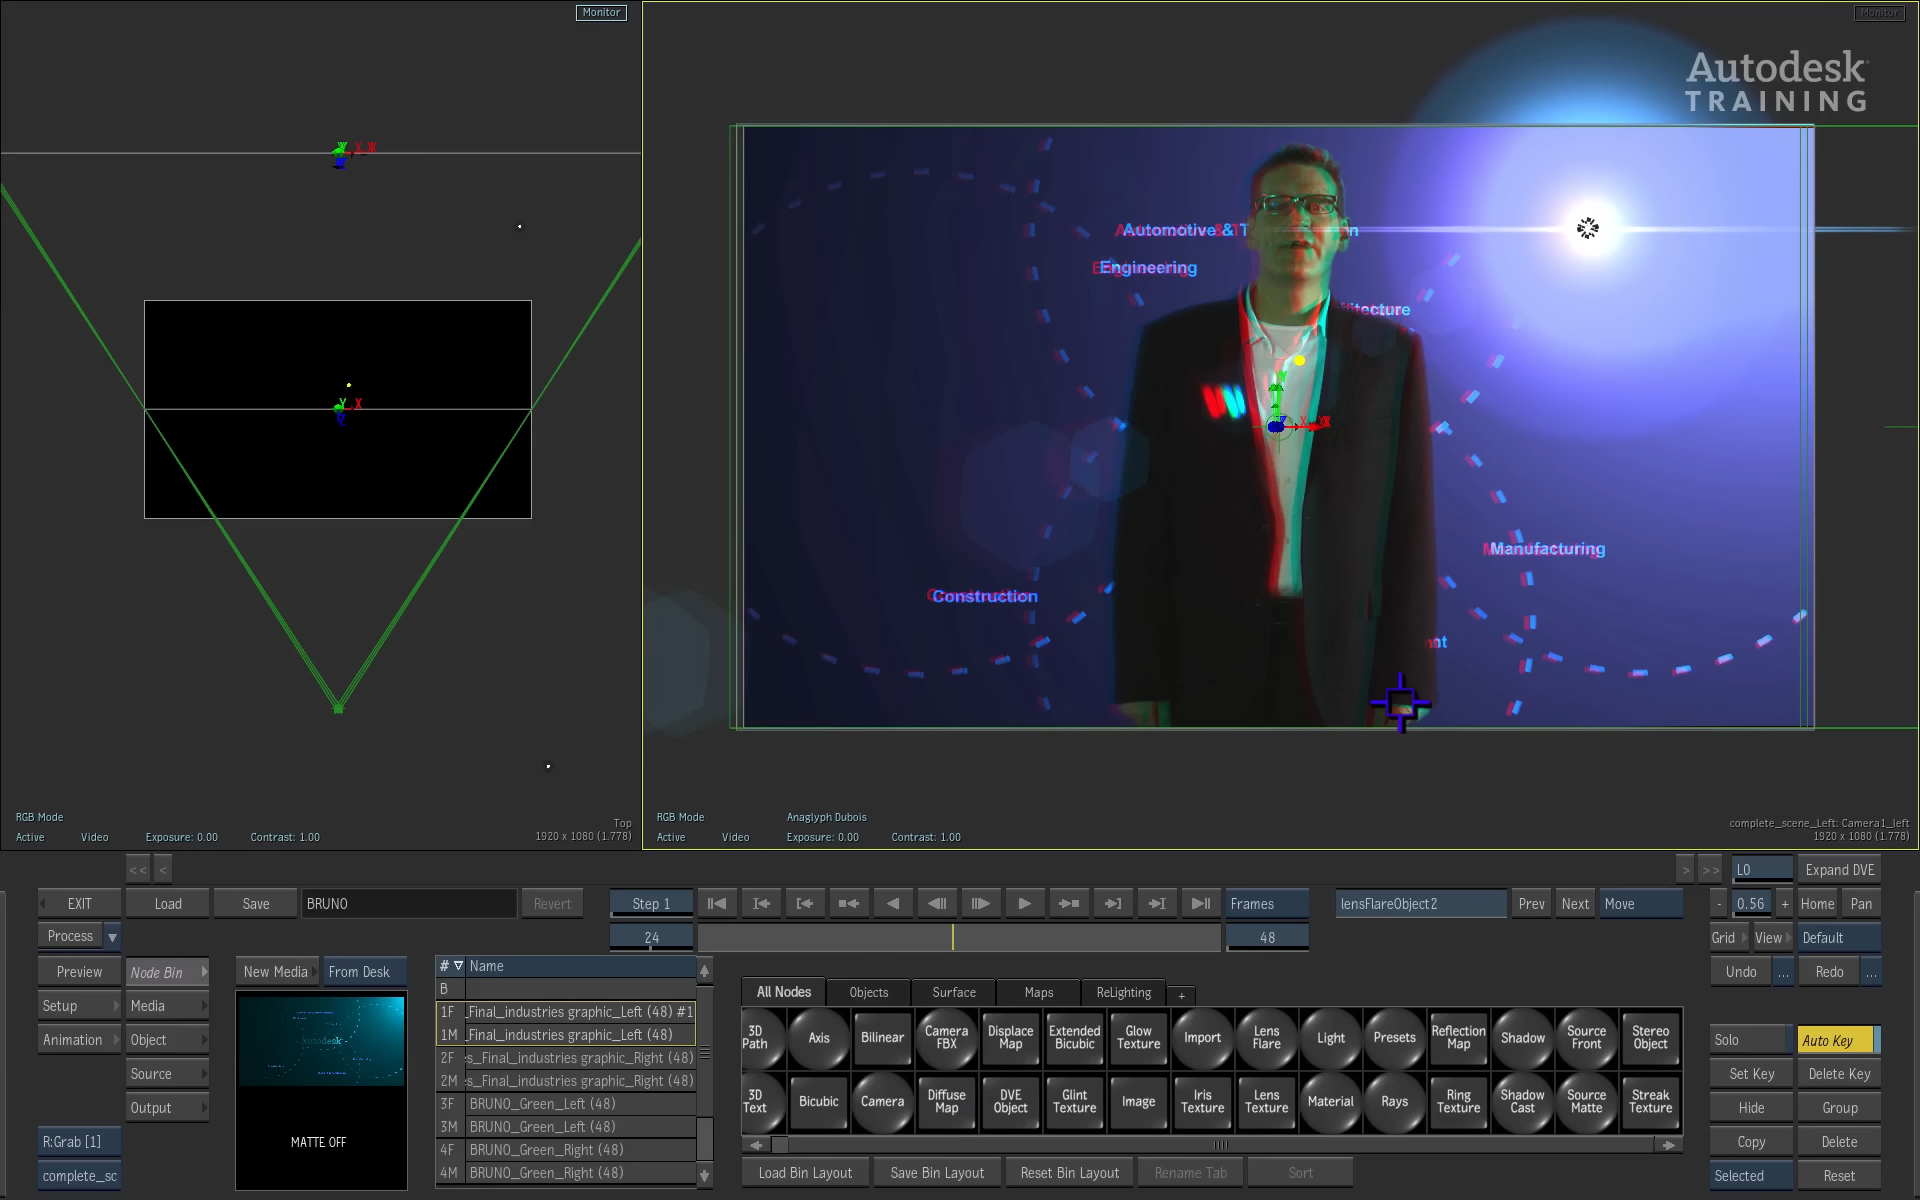 Monitor
Monitor
Autodesk
TRAINING
Automotive & T n
Engineering
itecture
Manufacturing
Construction
nt
RGB Mode
Active Video Exposure: 0.00 Contrast: 1.00
Top
1920 x 1080 (1.778)
RGB Mode Anaglyph Dubois
Active Video Exposure: 0.00 Contrast: 1.00
complete_scene_Left: Camera1_left
1920 x 1080 (1.778)
<< <
> >> L0 Expand DVE
EXIT Load Save BRUNO Revert Step 1 Frames lensFlareObject2 Prev Next Move - 0.56 + Home Pan
Process 24 48 Grid View Default
Preview Node Bin New Media From Desk # Name Undo ... Redo ...
B
Setup Media 1F _Final_industries graphic_Left (48) #1
1M _Final_industries graphic_Left (48)
Animation Object 2F s_Final_industries graphic_Right (48)
Source 2M s_Final_industries graphic_Right (48)
Output 3F BRUNO_Green_Left (48)
3M BRUNO_Green_Left (48)
R:Grab [1] MATTE OFF 4F BRUNO_Green_Right (48)
complete_sc 4M BRUNO_Green_Right (48)
Autodesk
All Nodes Objects Surface Maps ReLighting +
3D Path Axis Bilinear Camera FBX Displace Map Extended Bicubic Glow Texture Import Lens Flare Light Presets Reflection Map Shadow Source Front Stereo Object
3D Text Bicubic Camera Diffuse Map DVE Object Glint Texture Image Iris Texture Lens Texture Material Rays Ring Texture Shadow Cast Source Matte Streak Texture
Load Bin Layout Save Bin Layout Reset Bin Layout Rename Tab Sort
Solo Auto Key
Set Key Delete Key
Hide Group
Copy Delete
Selected Reset